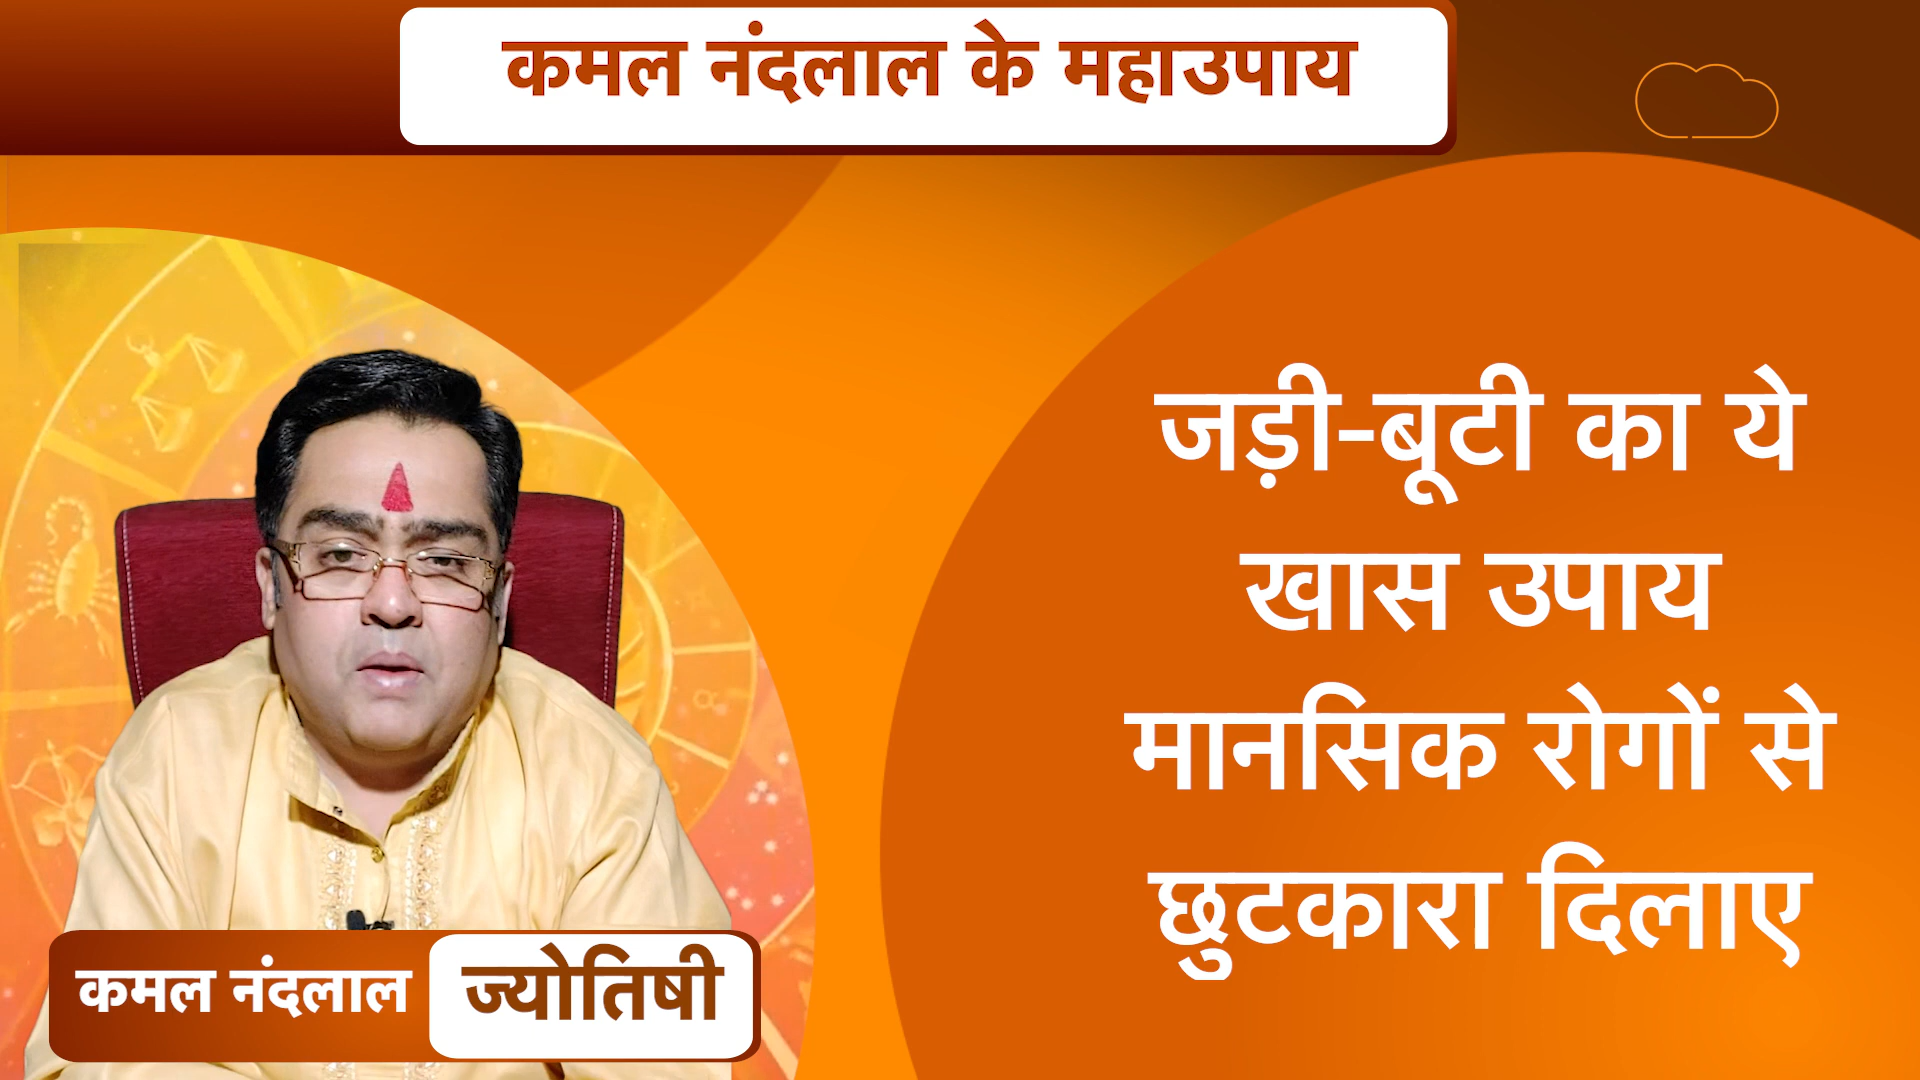 कमल नंदलाल के महाउपाय
जड़ी-बूटी का ये
खास उपाय
मानसिक रोगों से
छुटकारा दिलाए
कमल नंदलाल ज्योतिषी